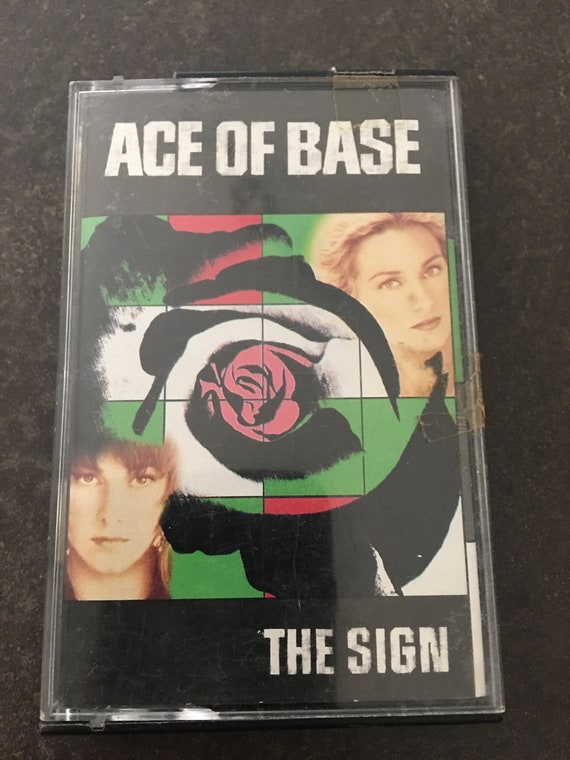 ACE OF BASE
THE SIGN